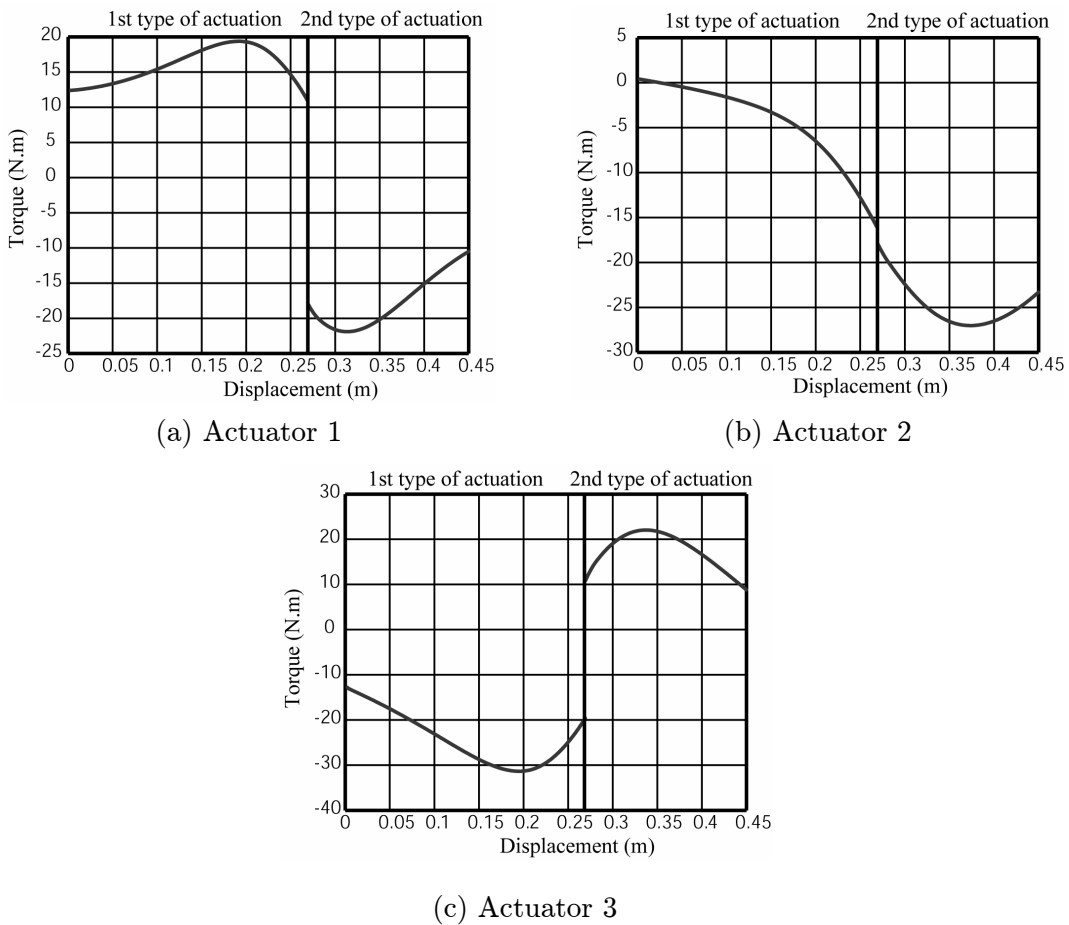 1st type of actuation 2nd type of actuation
20
15
10
5
0
-5
-10
-15
-20
-25
Torque (N.m)
0 0.05 0.1 0.15 0.2 0.25 0.3 0.35 0.4 0.45
Displacement (m)
(a) Actuator 1
1st type of actuation 2nd type of actuation
5
0
-5
-10
-15
-20
-25
-30
Torque (N.m)
0 0.05 0.1 0.15 0.2 0.25 0.3 0.35 0.4 0.45
Displacement (m)
(b) Actuator 2
1st type of actuation 2nd type of actuation
30
20
10
0
-10
-20
-30
-40
Torque (N.m)
0 0.05 0.1 0.15 0.2 0.25 0.3 0.35 0.4 0.45
Displacement (m)
(c) Actuator 3